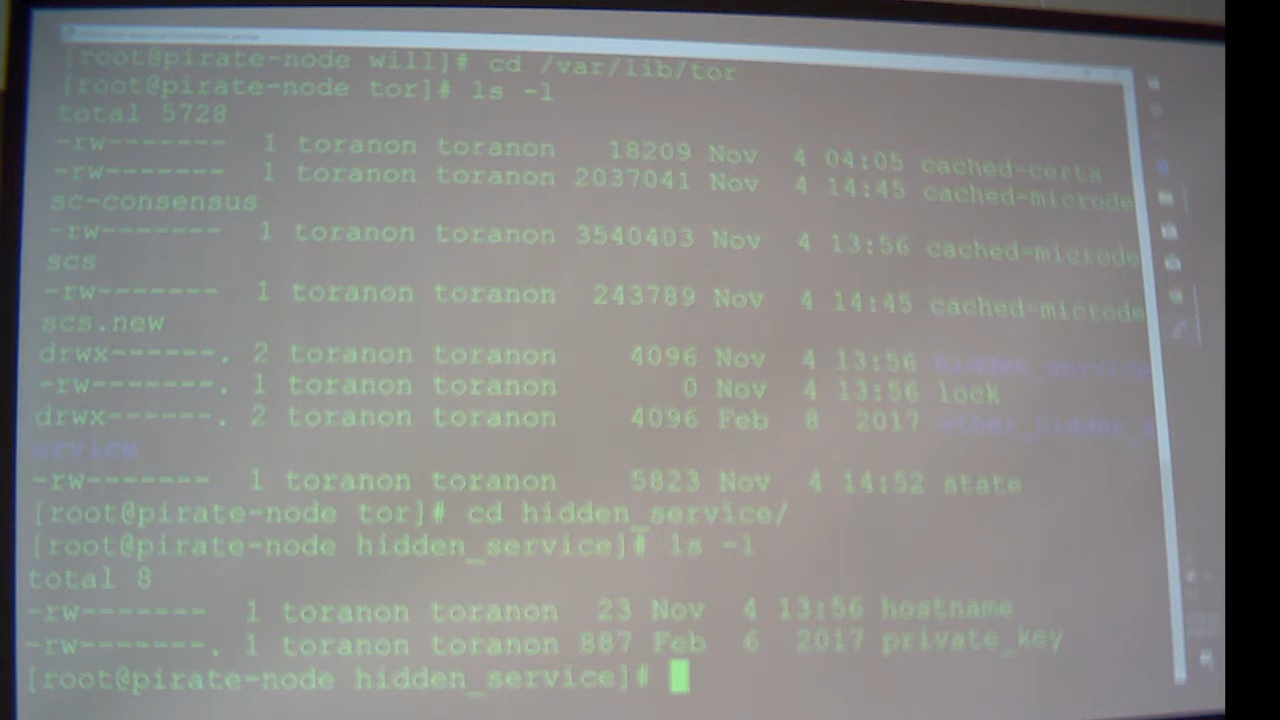 [root@pirate-node will]# cd /var/lib/tor
[root@pirate-node tor]# ls -l
total 5728
-rw------- 1 toranon toranon 18209 Nov 4 04:05 cached-certs
-rw------- 1 toranon toranon 2037041 Nov 4 14:45 cached-microde
sc-consensus
-rw------- 1 toranon toranon 3540403 Nov 4 13:56 cached-microde
scs
-rw------- 1 toranon toranon 243789 Nov 4 14:45 cached-microde
scs.new
drwx------. 2 toranon toranon 4096 Nov 4 13:56 hidden_service
-rw-------. 1 toranon toranon 0 Nov 4 13:56 lock
drwx------. 2 toranon toranon 4096 Feb 8 2017 other_hidden_s
ervice
-rw------- 1 toranon toranon 5823 Nov 4 14:52 state
[root@pirate-node tor]# cd hidden_service/
[root@pirate-node hidden_service]# ls -l
total 8
-rw------- 1 toranon toranon 23 Nov 4 13:56 hostname
-rw-------. 1 toranon toranon 887 Feb 6 2017 private_key
[root@pirate-node hidden_service]#